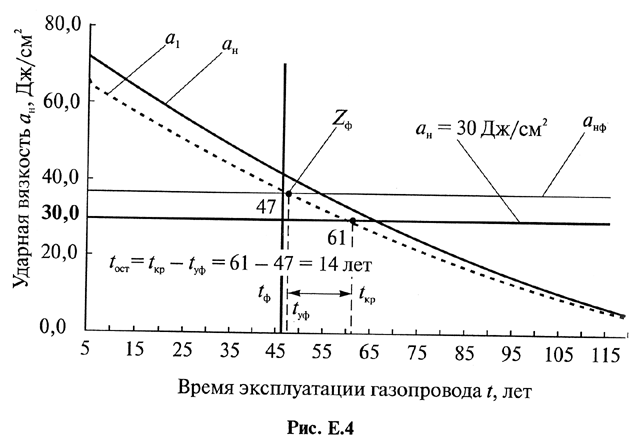 Ударная вязкость aн, Дж/см²
60,0
40,0
30,0
20,0
0,0
a₁
aн
Zф
aн = 30 Дж/см²
aнф
47
61
tост = tкр – tуф = 61 – 47 = 14 лет
tф
tуф
tкр
5 15 25 35 45 55 65 75 85 95 105 115
Время эксплуатации газопровода t, лет
Рис. Е.4